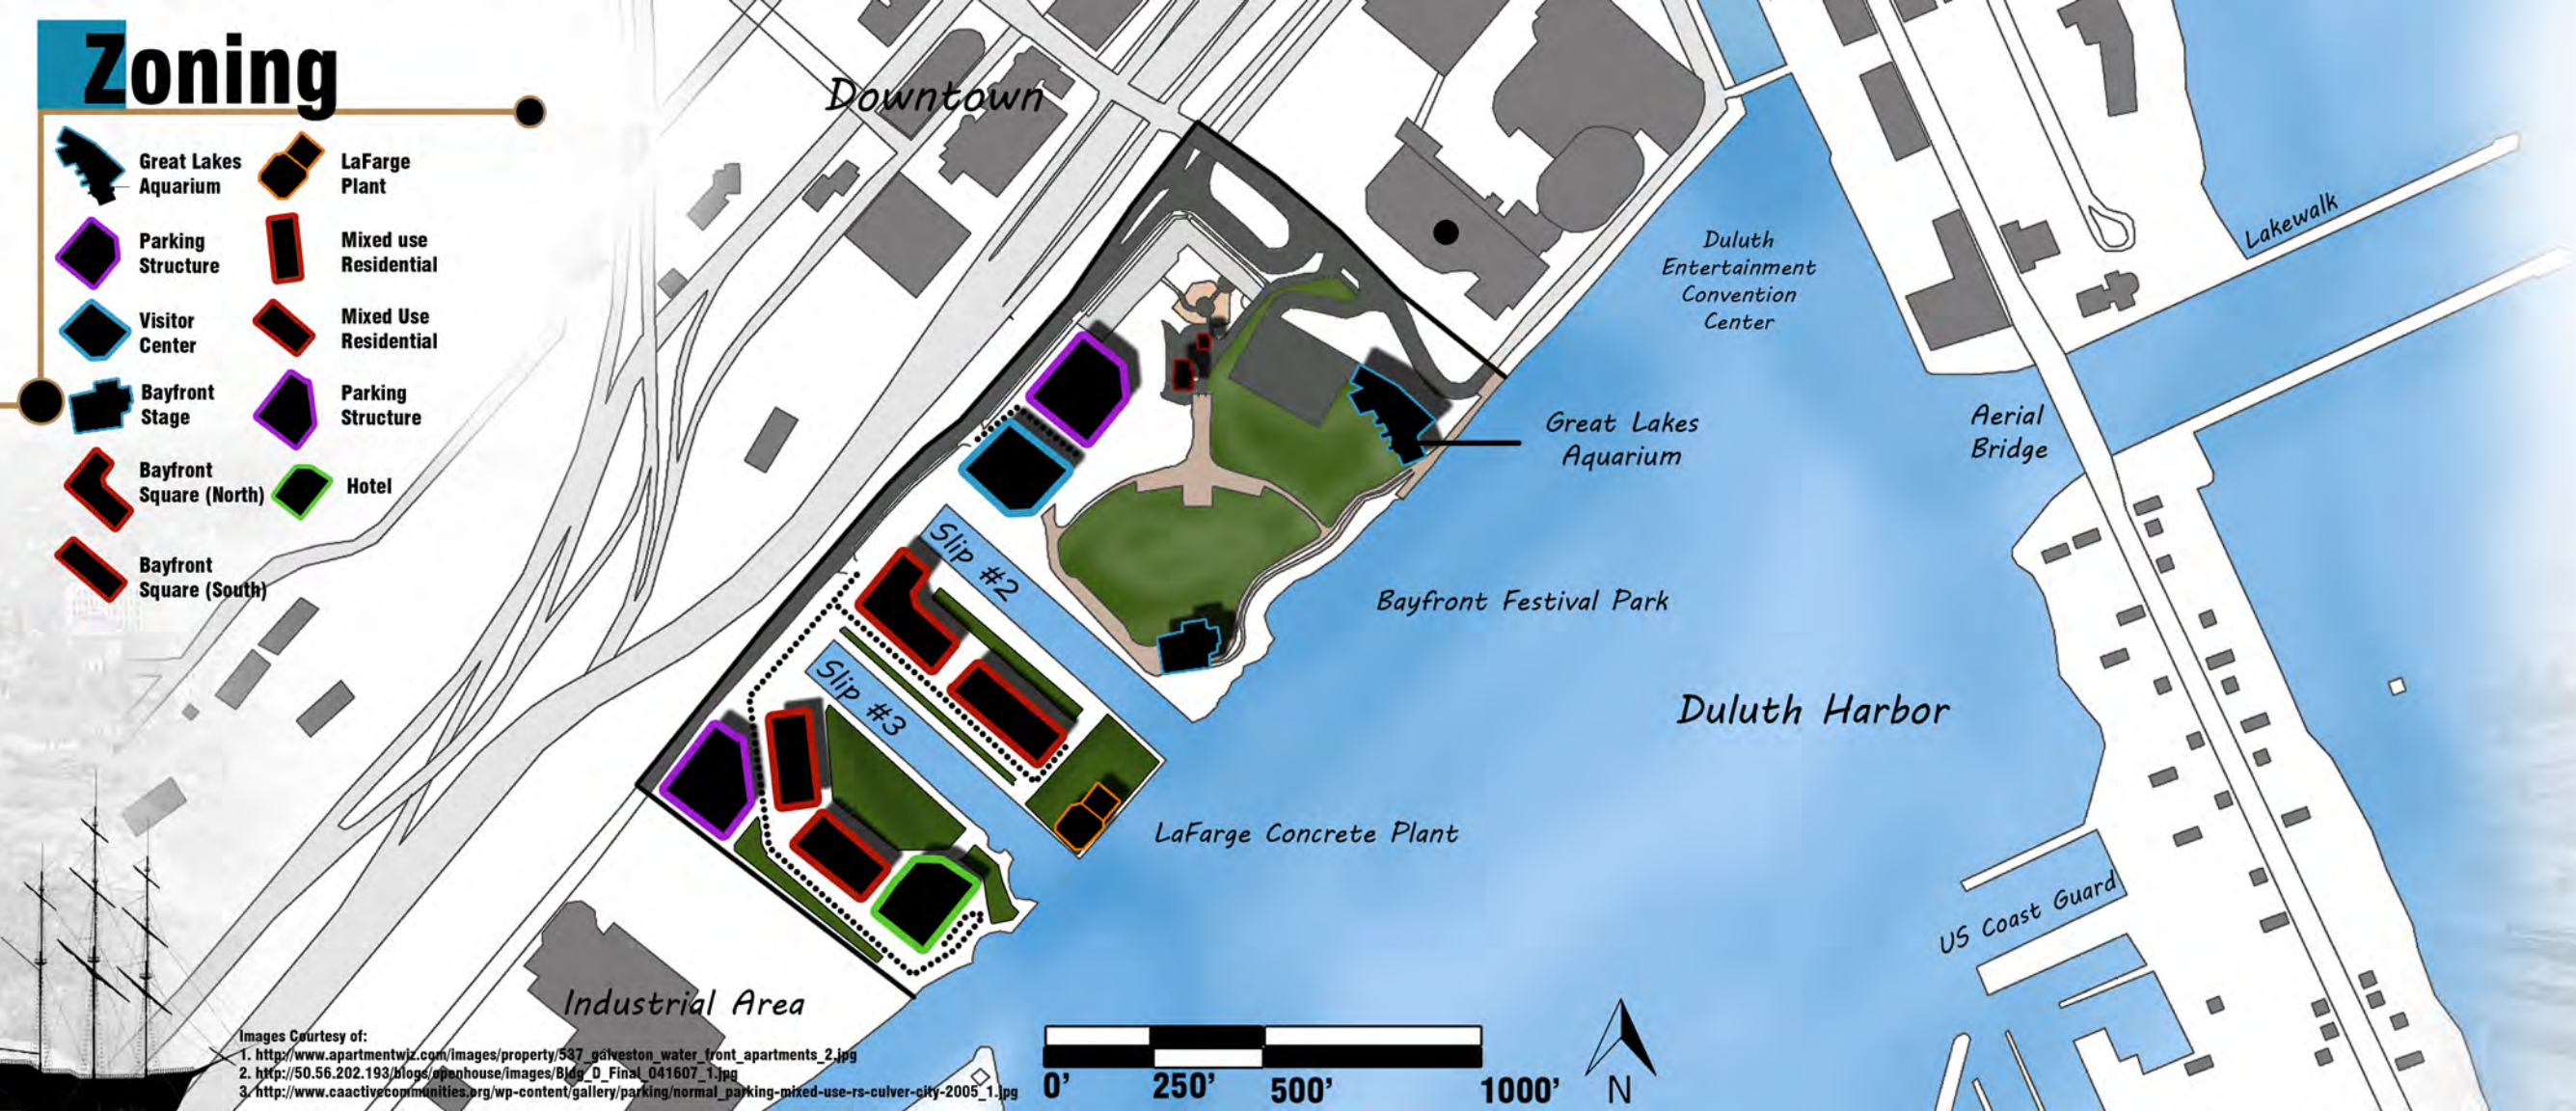 Zoning
Great Lakes
Aquarium
LaFarge
Plant
Parking
Structure
Mixed use
Residential
Visitor
Center
Mixed Use
Residential
Bayfront
Stage
Parking
Structure
Bayfront
Square (North)
Hotel
Bayfront
Square (South)
Downtown
Lakewalk
Duluth
Entertainment
Convention
Center
Great Lakes
Aquarium
Aerial
Bridge
Slip #2
Bayfront Festival Park
Slip #3
Duluth Harbor
LaFarge Concrete Plant
US Coast Guard
Industrial Area
Images Courtesy of:
1. http://www.apartmentwiz.com/images/property/537_galveston_water_front_apartments_2.jpg
2. http://50.56.202.193/blogs/openhouse/images/Bldg_D_Final_041607_1.jpg
3. http://www.caactivecommunities.org/wp-content/gallery/parking/normal_parking-mixed-use-rs-culver-city-2005_1.jpg
0' 250' 500' 1000'
N